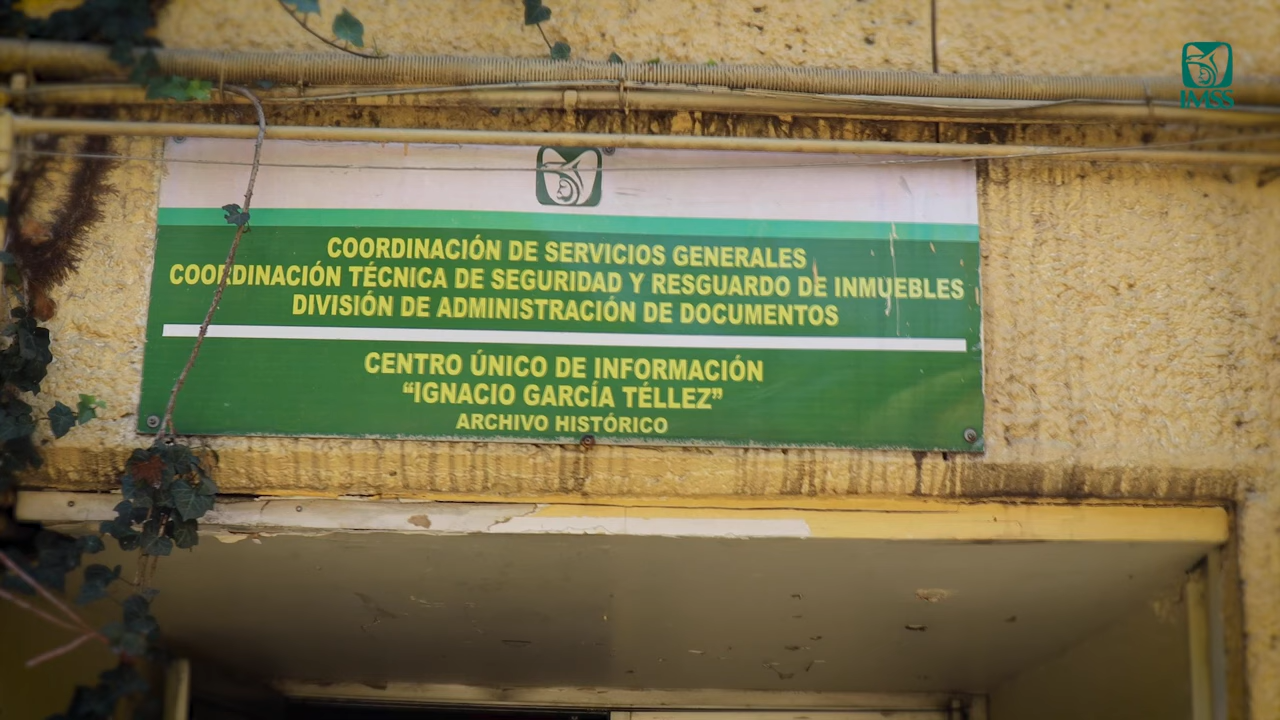 IMSS
COORDINACIÓN DE SERVICIOS GENERALES
COORDINACIÓN TÉCNICA DE SEGURIDAD Y RESGUARDO DE INMUEBLES
DIVISIÓN DE ADMINISTRACIÓN DE DOCUMENTOS
CENTRO ÚNICO DE INFORMACIÓN
“IGNACIO GARCÍA TÉLLEZ”
ARCHIVO HISTÓRICO